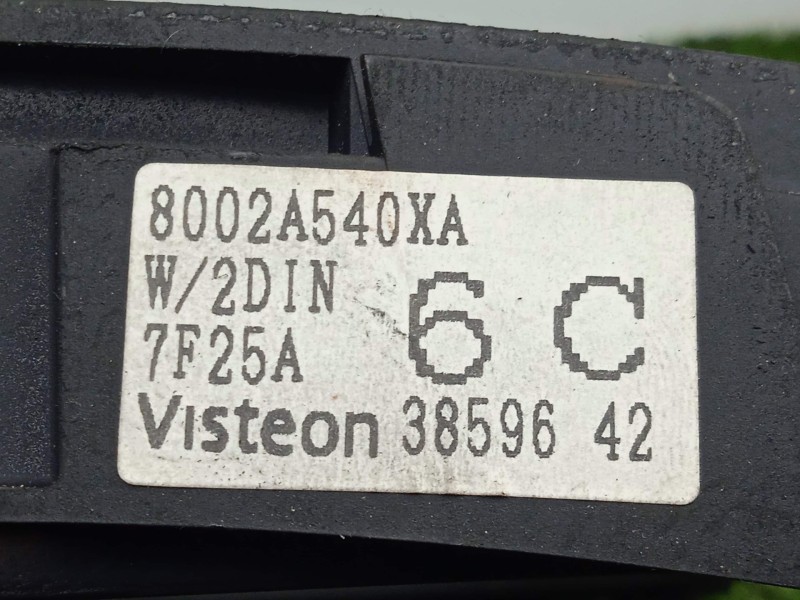 8002A540XA
W/2DIN
7F25A
6 C
Visteon 38596 42